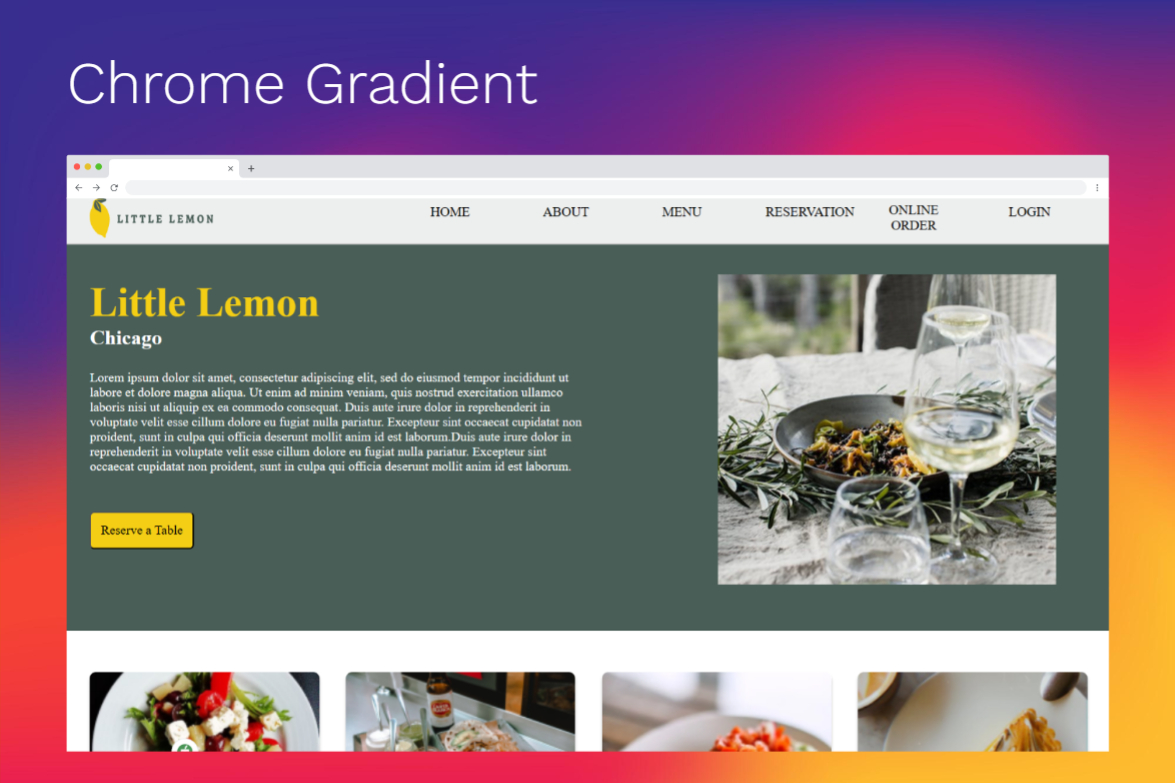 Chrome Gradient
LITTLE LEMON
HOME
ABOUT
MENU
RESERVATION
ONLINE
ORDER
LOGIN
Little Lemon
Chicago
Lorem ipsum dolor sit amet, consectetur adipiscing elit, sed do eiusmod tempor incididunt ut
labore et dolore magna aliqua. Ut enim ad minim veniam, quis nostrud exercitation ullamco
laboris nisi ut aliquip ex ea commodo consequat. Duis aute irure dolor in reprehenderit in
voluptate velit esse cillum dolore eu fugiat nulla pariatur. Excepteur sint occaecat cupidatat non
proident, sunt in culpa qui officia deserunt mollit anim id est laborum.Duis aute irure dolor in
reprehenderit in voluptate velit esse cillum dolore eu fugiat nulla pariatur. Excepteur sint
occaecat cupidatat non proident, sunt in culpa qui officia deserunt mollit anim id est laborum.
Reserve a Table